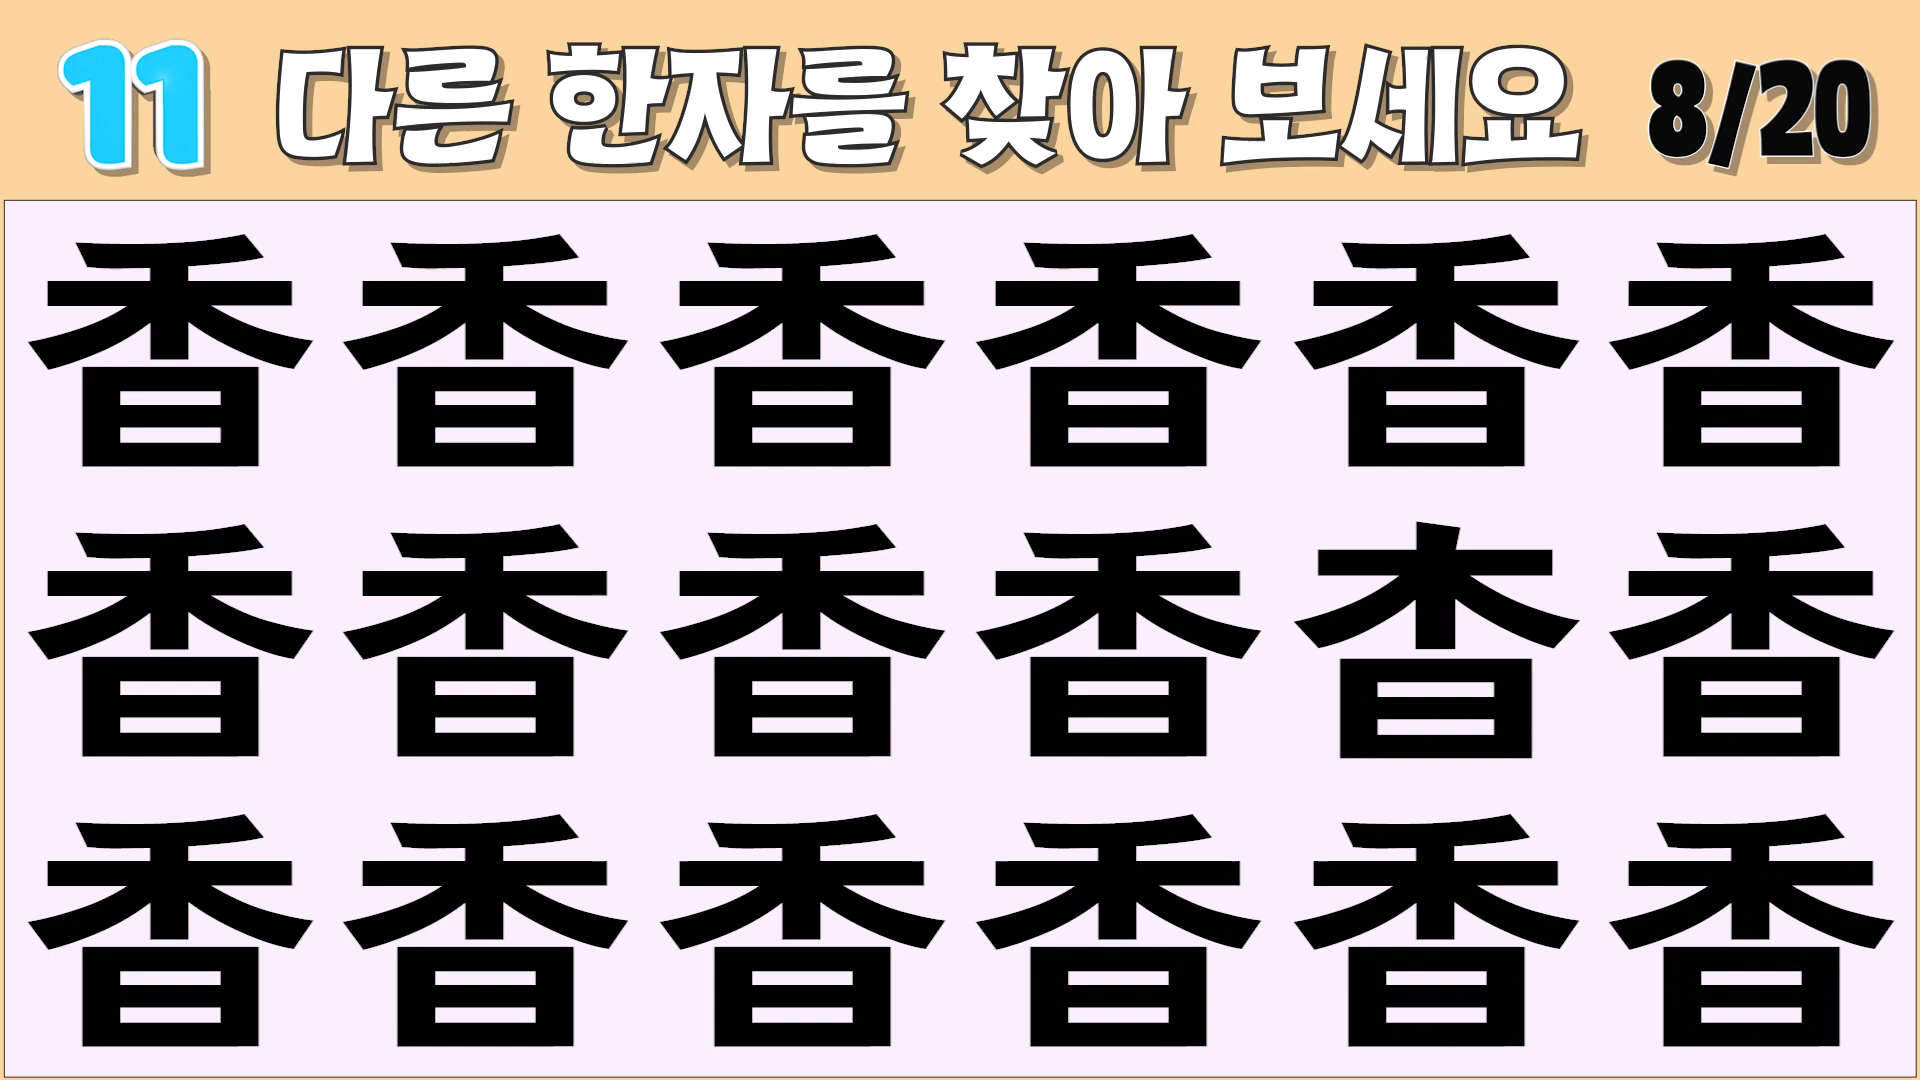 11 다른 한자를 찾아 보세요 8/20
香 香 香 香 香 香
香 香 香 香 杳 香
香 香 香 香 香 香